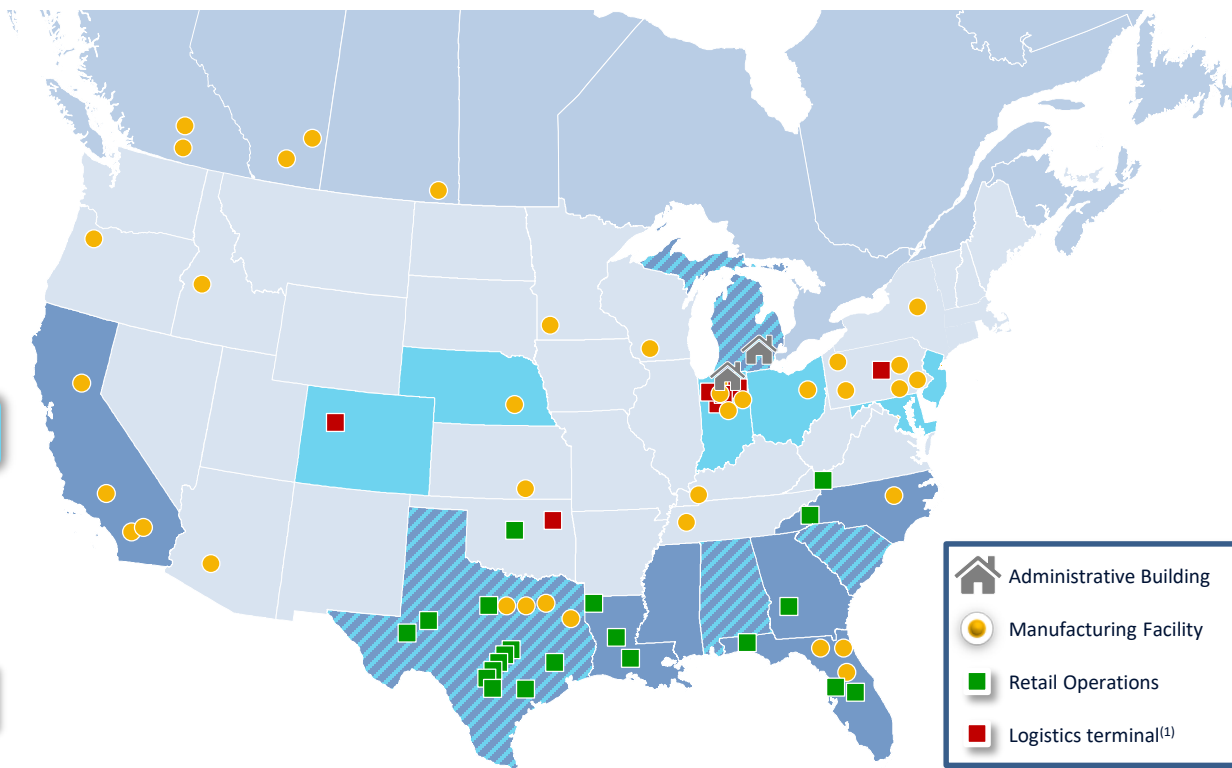 Administrative Building
Manufacturing Facility
Retail Operations
Logistics terminal(1)